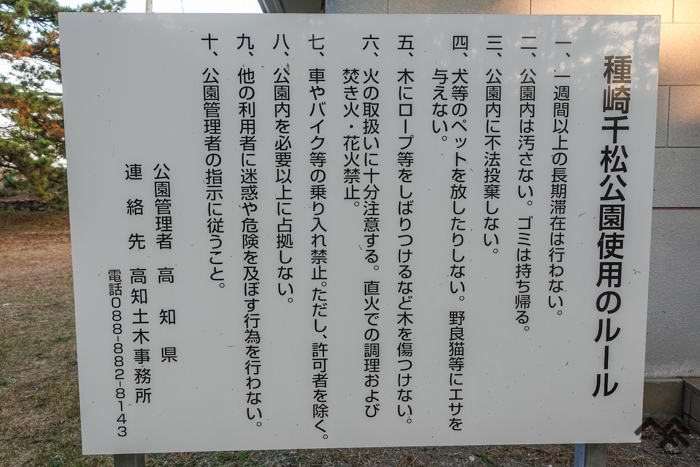 種崎千松公園使用のルール
一、一週間以上の長期滞在は行わない。
二、公園内は汚さない。ゴミは持ち帰る。
三、公園内に不法投棄しない。
四、犬等のペットを放したりしない。野良猫等にエサを
与えない。
五、木にロープ等をしばりつけるなど木を傷つけない。
六、火の取扱いに十分注意する。直火での調理および
焚き火・花火禁止。
七、車やバイク等の乗り入れ禁止。ただし、許可者を除く。
八、公園内を必要以上に占拠しない。
九、他の利用者に迷惑や危険を及ぼす行為を行わない。
十、公園管理者の指示に従うこと。
公園管理者 高知県
連絡先 高知土木事務所
電話088-882-8143